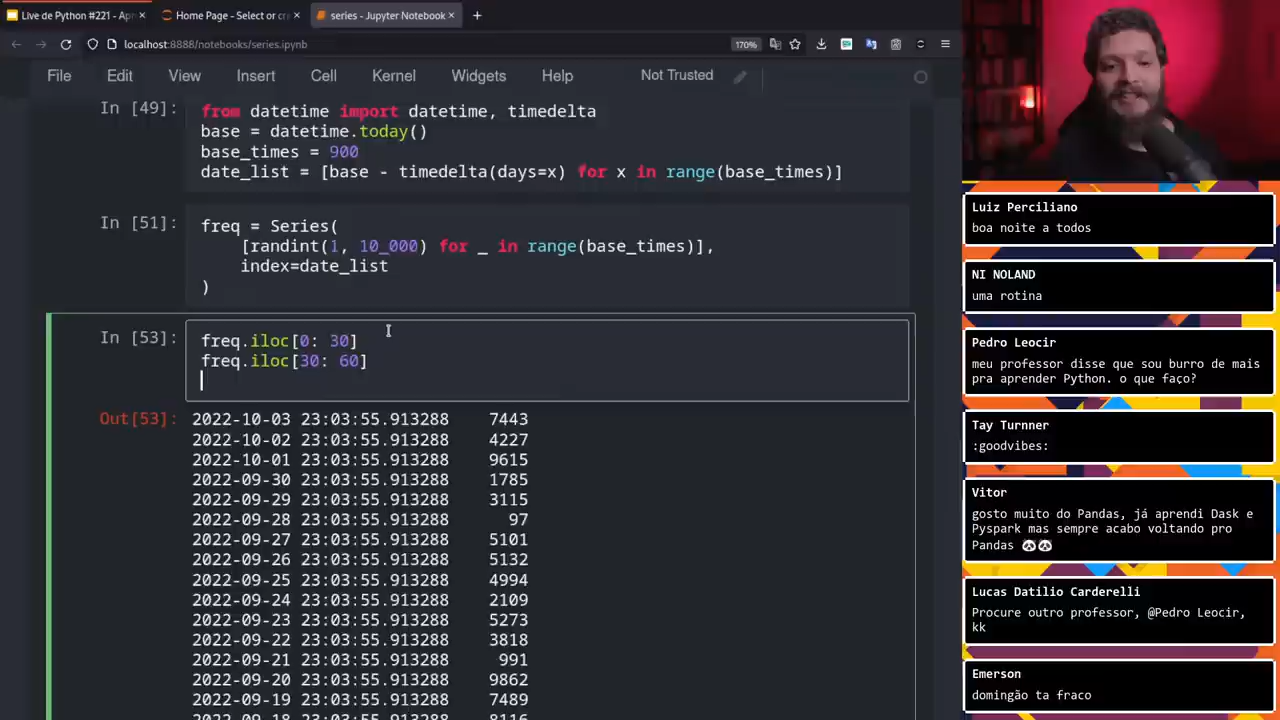 Live de Python #221 - Apr
Home Page - Select or cre
series - Jupyter Notebook
localhost:8888/notebooks/series.ipynb
170%
File Edit View Insert Cell Kernel Widgets Help Not Trusted
In [49]:
from datetime import datetime, timedelta
base = datetime.today()
base_times = 900
date_list = [base - timedelta(days=x) for x in range(base_times)]
In [51]:
freq = Series(
[randint(1, 10_000) for _ in range(base_times)],
index=date_list
)
In [53]:
freq.iloc[0: 30]
freq.iloc[30: 60]
Out[53]:
2022-10-03 23:03:55.913288 7443
2022-10-02 23:03:55.913288 4227
2022-10-01 23:03:55.913288 9615
2022-09-30 23:03:55.913288 1785
2022-09-29 23:03:55.913288 3115
2022-09-28 23:03:55.913288 97
2022-09-27 23:03:55.913288 5101
2022-09-26 23:03:55.913288 5132
2022-09-25 23:03:55.913288 4994
2022-09-24 23:03:55.913288 2109
2022-09-23 23:03:55.913288 5273
2022-09-22 23:03:55.913288 3818
2022-09-21 23:03:55.913288 991
2022-09-20 23:03:55.913288 9862
2022-09-19 23:03:55.913288 7489
2022-09-18 23:03:55.913288 8116
Luiz Perciliano
boa noite a todos
NI NOLAND
uma rotina
Pedro Leocir
meu professor disse que sou burro de mais
pra aprender Python. o que faço?
Tay Turnner
:goodvibes:
Vitor
gosto muito do Pandas, já aprendi Dask e
Pyspark mas sempre acabo voltando pro
Pandas 🐼🐼
Lucas Datilio Carderelli
Procure outro professor, @Pedro Leocir,
kk
Emerson
domingão ta fraco